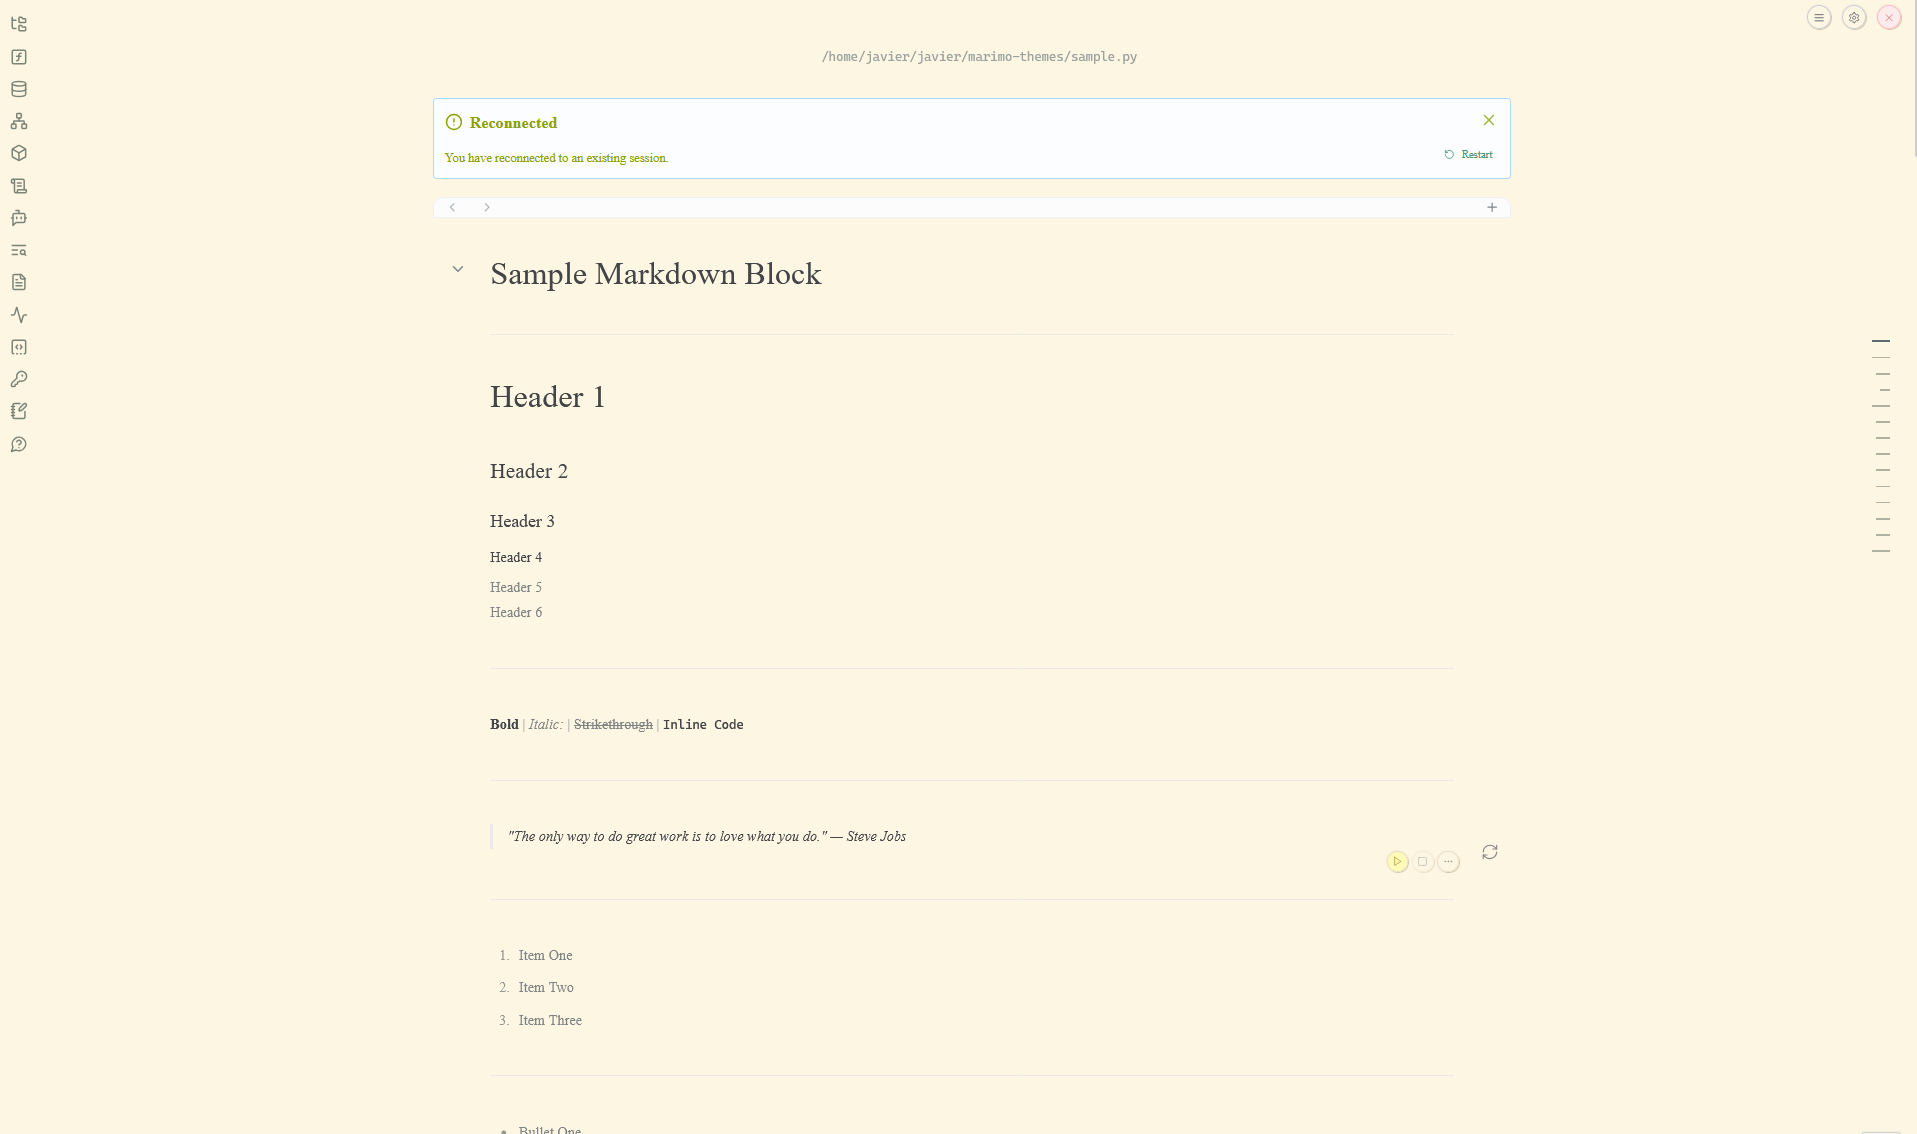 /home/javier/javier/marimo-themes/sample.py
Reconnected
You have reconnected to an existing session.
Restart
Sample Markdown Block
Header 1
Header 2
Header 3
Header 4
Header 5
Header 6
Bold | Italic: | Strikethrough | Inline Code
"The only way to do great work is to love what you do." — Steve Jobs
1. Item One
2. Item Two
3. Item Three
• Bullet One